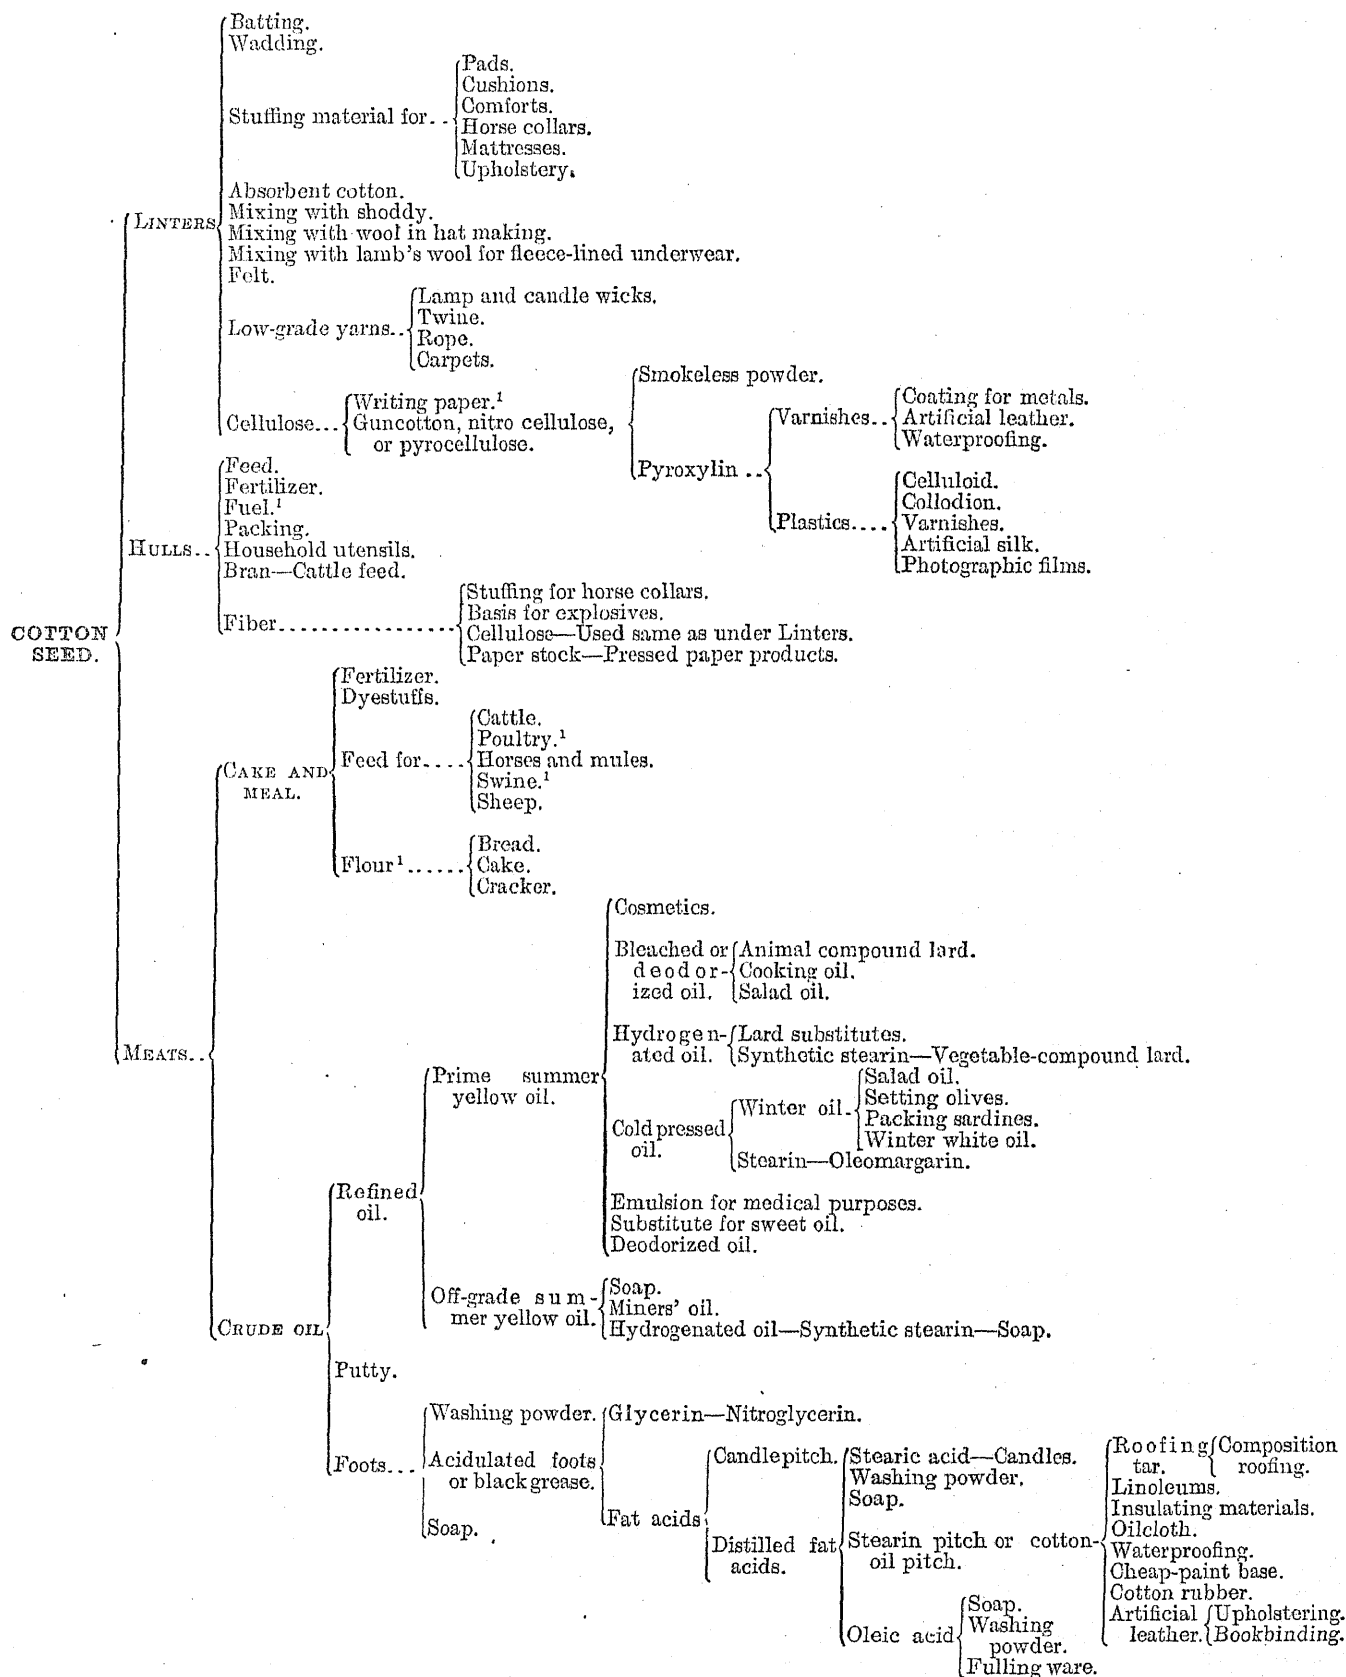 Batting.
Wadding.
Stuffing material for..
Pads.
Cushions.
Comforts.
Horse collars.
Mattresses.
Upholstery.
Absorbent cotton.
LINTERS
Mixing with shoddy.
Mixing with wool in hat making.
Mixing with lamb's wool for fleece-lined underwear.
Felt.
Low-grade yarns..
Lamp and candle wicks.
Twine.
Rope.
Carpets.
Cellulose...
Writing paper.¹
Guncotton, nitro cellulose,
or pyrocellulose.
Smokeless powder.
Pyroxylin ..
Varnishes..
Coating for metals.
Artificial leather.
Waterproofing.
Plastics....
Celluloid.
Collodion.
Varnishes.
Artificial silk.
Photographic films.
HULLS..
Feed.
Fertilizer.
Fuel.¹
Packing.
Household utensils.
Bran—Cattle feed.
Fiber.................
Stuffing for horse collars.
Basis for explosives.
Cellulose—Used same as under Linters.
Paper stock—Pressed paper products.
COTTON
SEED.
MEATS..
CAKE AND
MEAL.
Fertilizer.
Dyestuffs.
Feed for....
Cattle.
Poultry.¹
Horses and mules.
Swine.¹
Sheep.
Flour¹......
Bread.
Cake.
Cracker.
CRUDE OIL
Refined
oil.
Prime summer
yellow oil.
Cosmetics.
Bleached or
deodor-
ized oil.
Animal compound lard.
Cooking oil.
Salad oil.
Hydrogen-
ated oil.
Lard substitutes.
Synthetic stearin—Vegetable-compound lard.
Cold pressed
oil.
Winter oil.
Salad oil.
Setting olives.
Packing sardines.
Winter white oil.
Stearin—Oleomargarin.
Emulsion for medical purposes.
Substitute for sweet oil.
Deodorized oil.
Off-grade sum-
mer yellow oil.
Soap.
Miners' oil.
Hydrogenated oil—Synthetic stearin—Soap.
Putty.
Foots...
Washing powder.
Acidulated foots
or black grease.
Soap.
Glycerin—Nitroglycerin.
Fat acids
Candlepitch.
Distilled fat
acids.
Stearic acid—Candles.
Washing powder.
Soap.
Stearin pitch or cotton-
oil pitch.
Roofing
tar.
Composition
roofing.
Linoleums.
Insulating materials.
Oilcloth.
Waterproofing.
Cheap-paint base.
Cotton rubber.
Artificial
leather.
Upholstering.
Bookbinding.
Oleic acid
Soap.
Washing
powder.
Fulling ware.